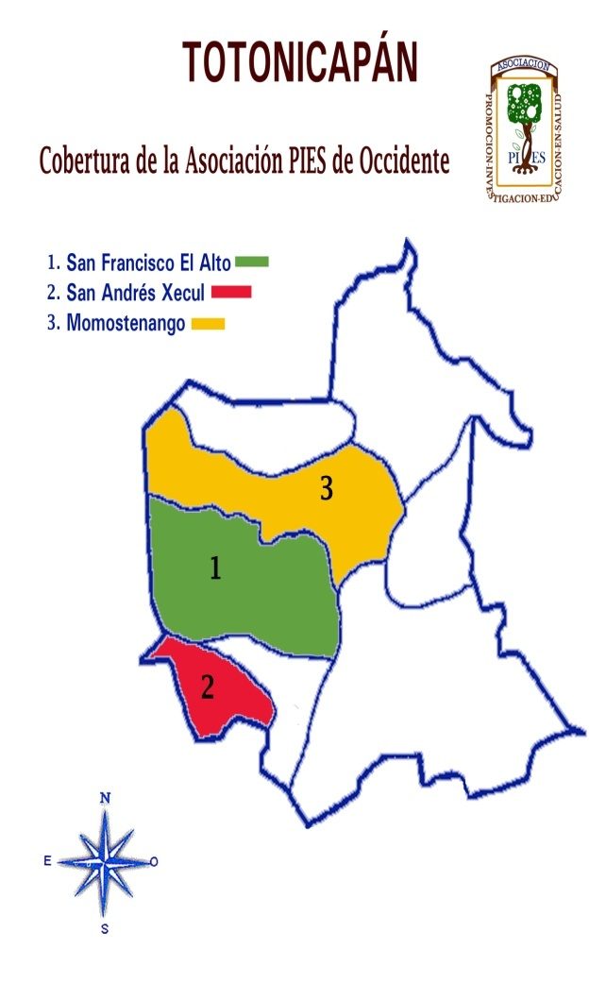 TOTONICAPÁN
Cobertura de la Asociación PIES de Occidente
ASOCIACION
PROMOCION-INVESTIGACION-EDUCACION-EN-SALUD
PIES
1. San Francisco El Alto
2. San Andrés Xecul
3. Momostenango
3
1
2
N
E O
S